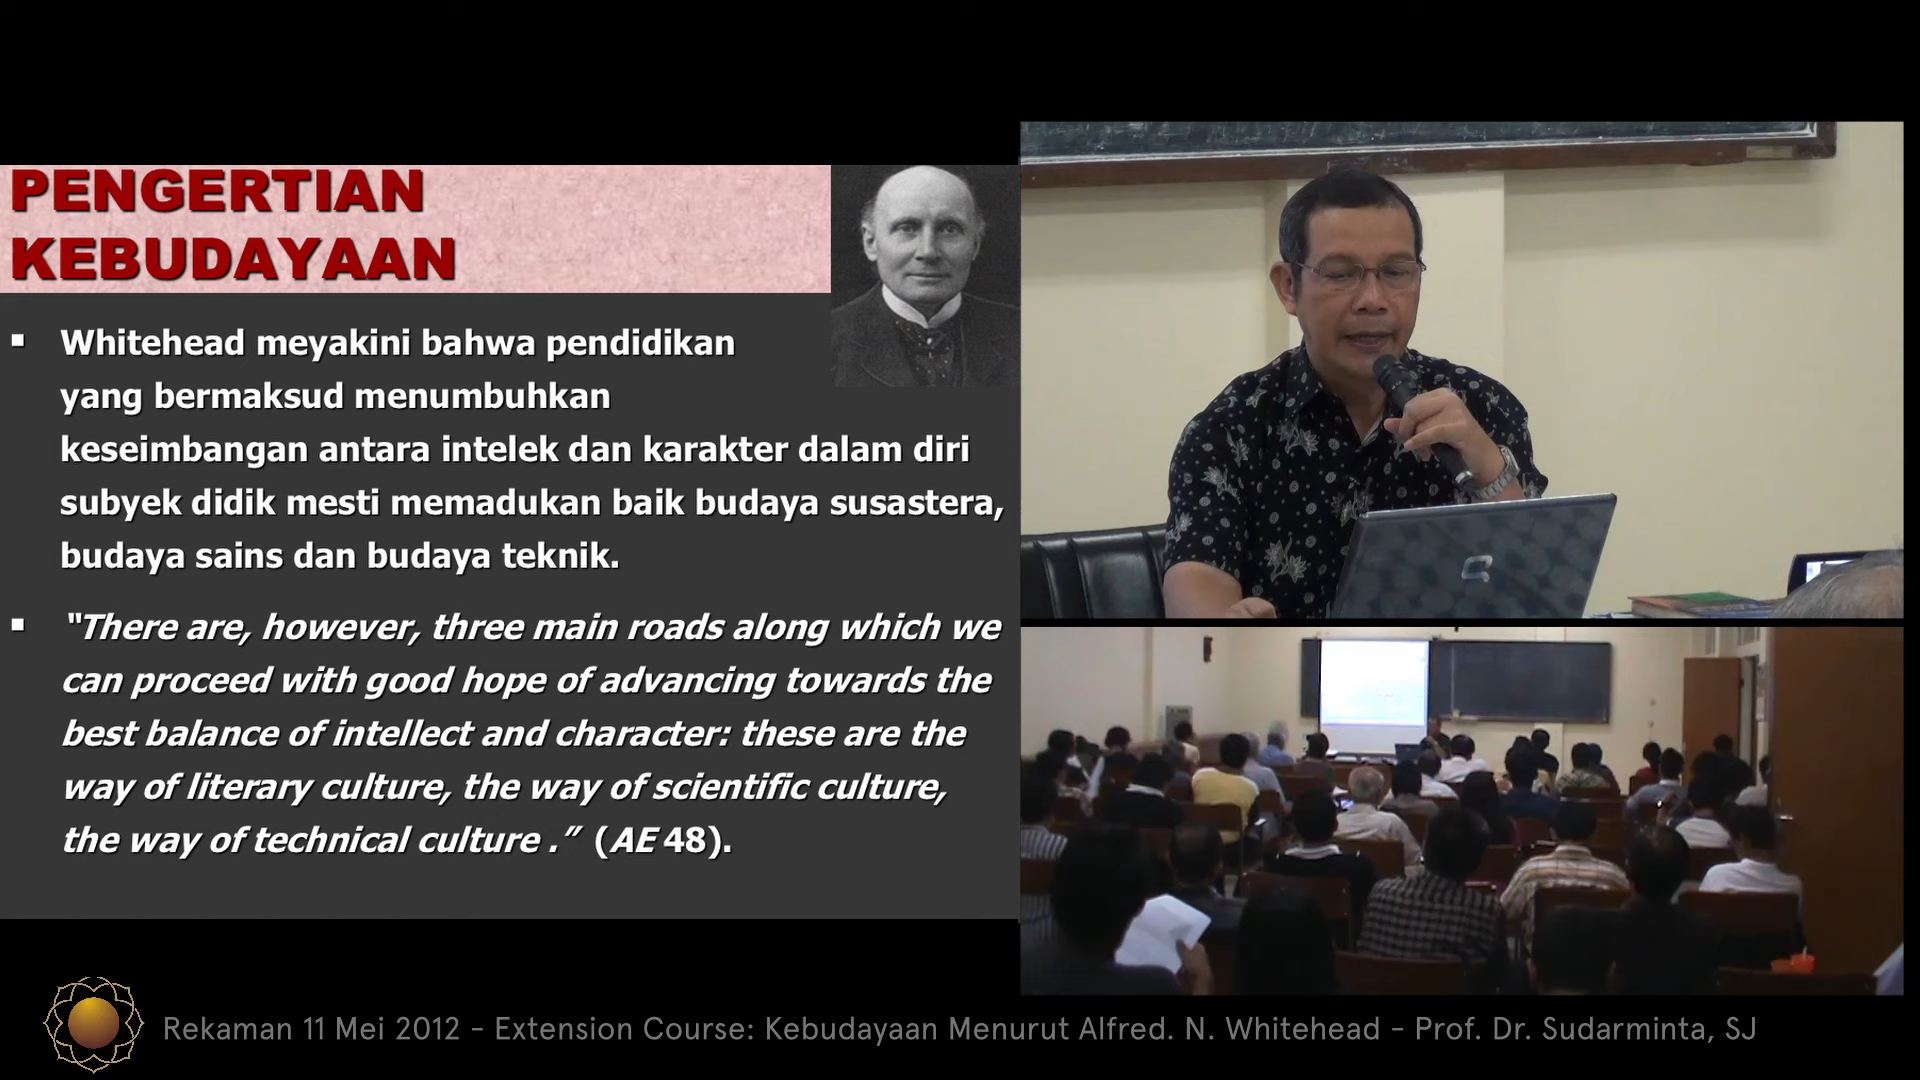 PENGERTIAN
KEBUDAYAAN
Whitehead meyakini bahwa pendidikan
yang bermaksud menumbuhkan
keseimbangan antara intelek dan karakter dalam diri
subyek didik mesti memadukan baik budaya susastera,
budaya sains dan budaya teknik.
"There are, however, three main roads along which we
can proceed with good hope of advancing towards the
best balance of intellect and character: these are the
way of literary culture, the way of scientific culture,
the way of technical culture .” (AE 48).
Rekaman 11 Mei 2012 - Extension Course: Kebudayaan Menurut Alfred. N. Whitehead - Prof. Dr. Sudarminta, SJ